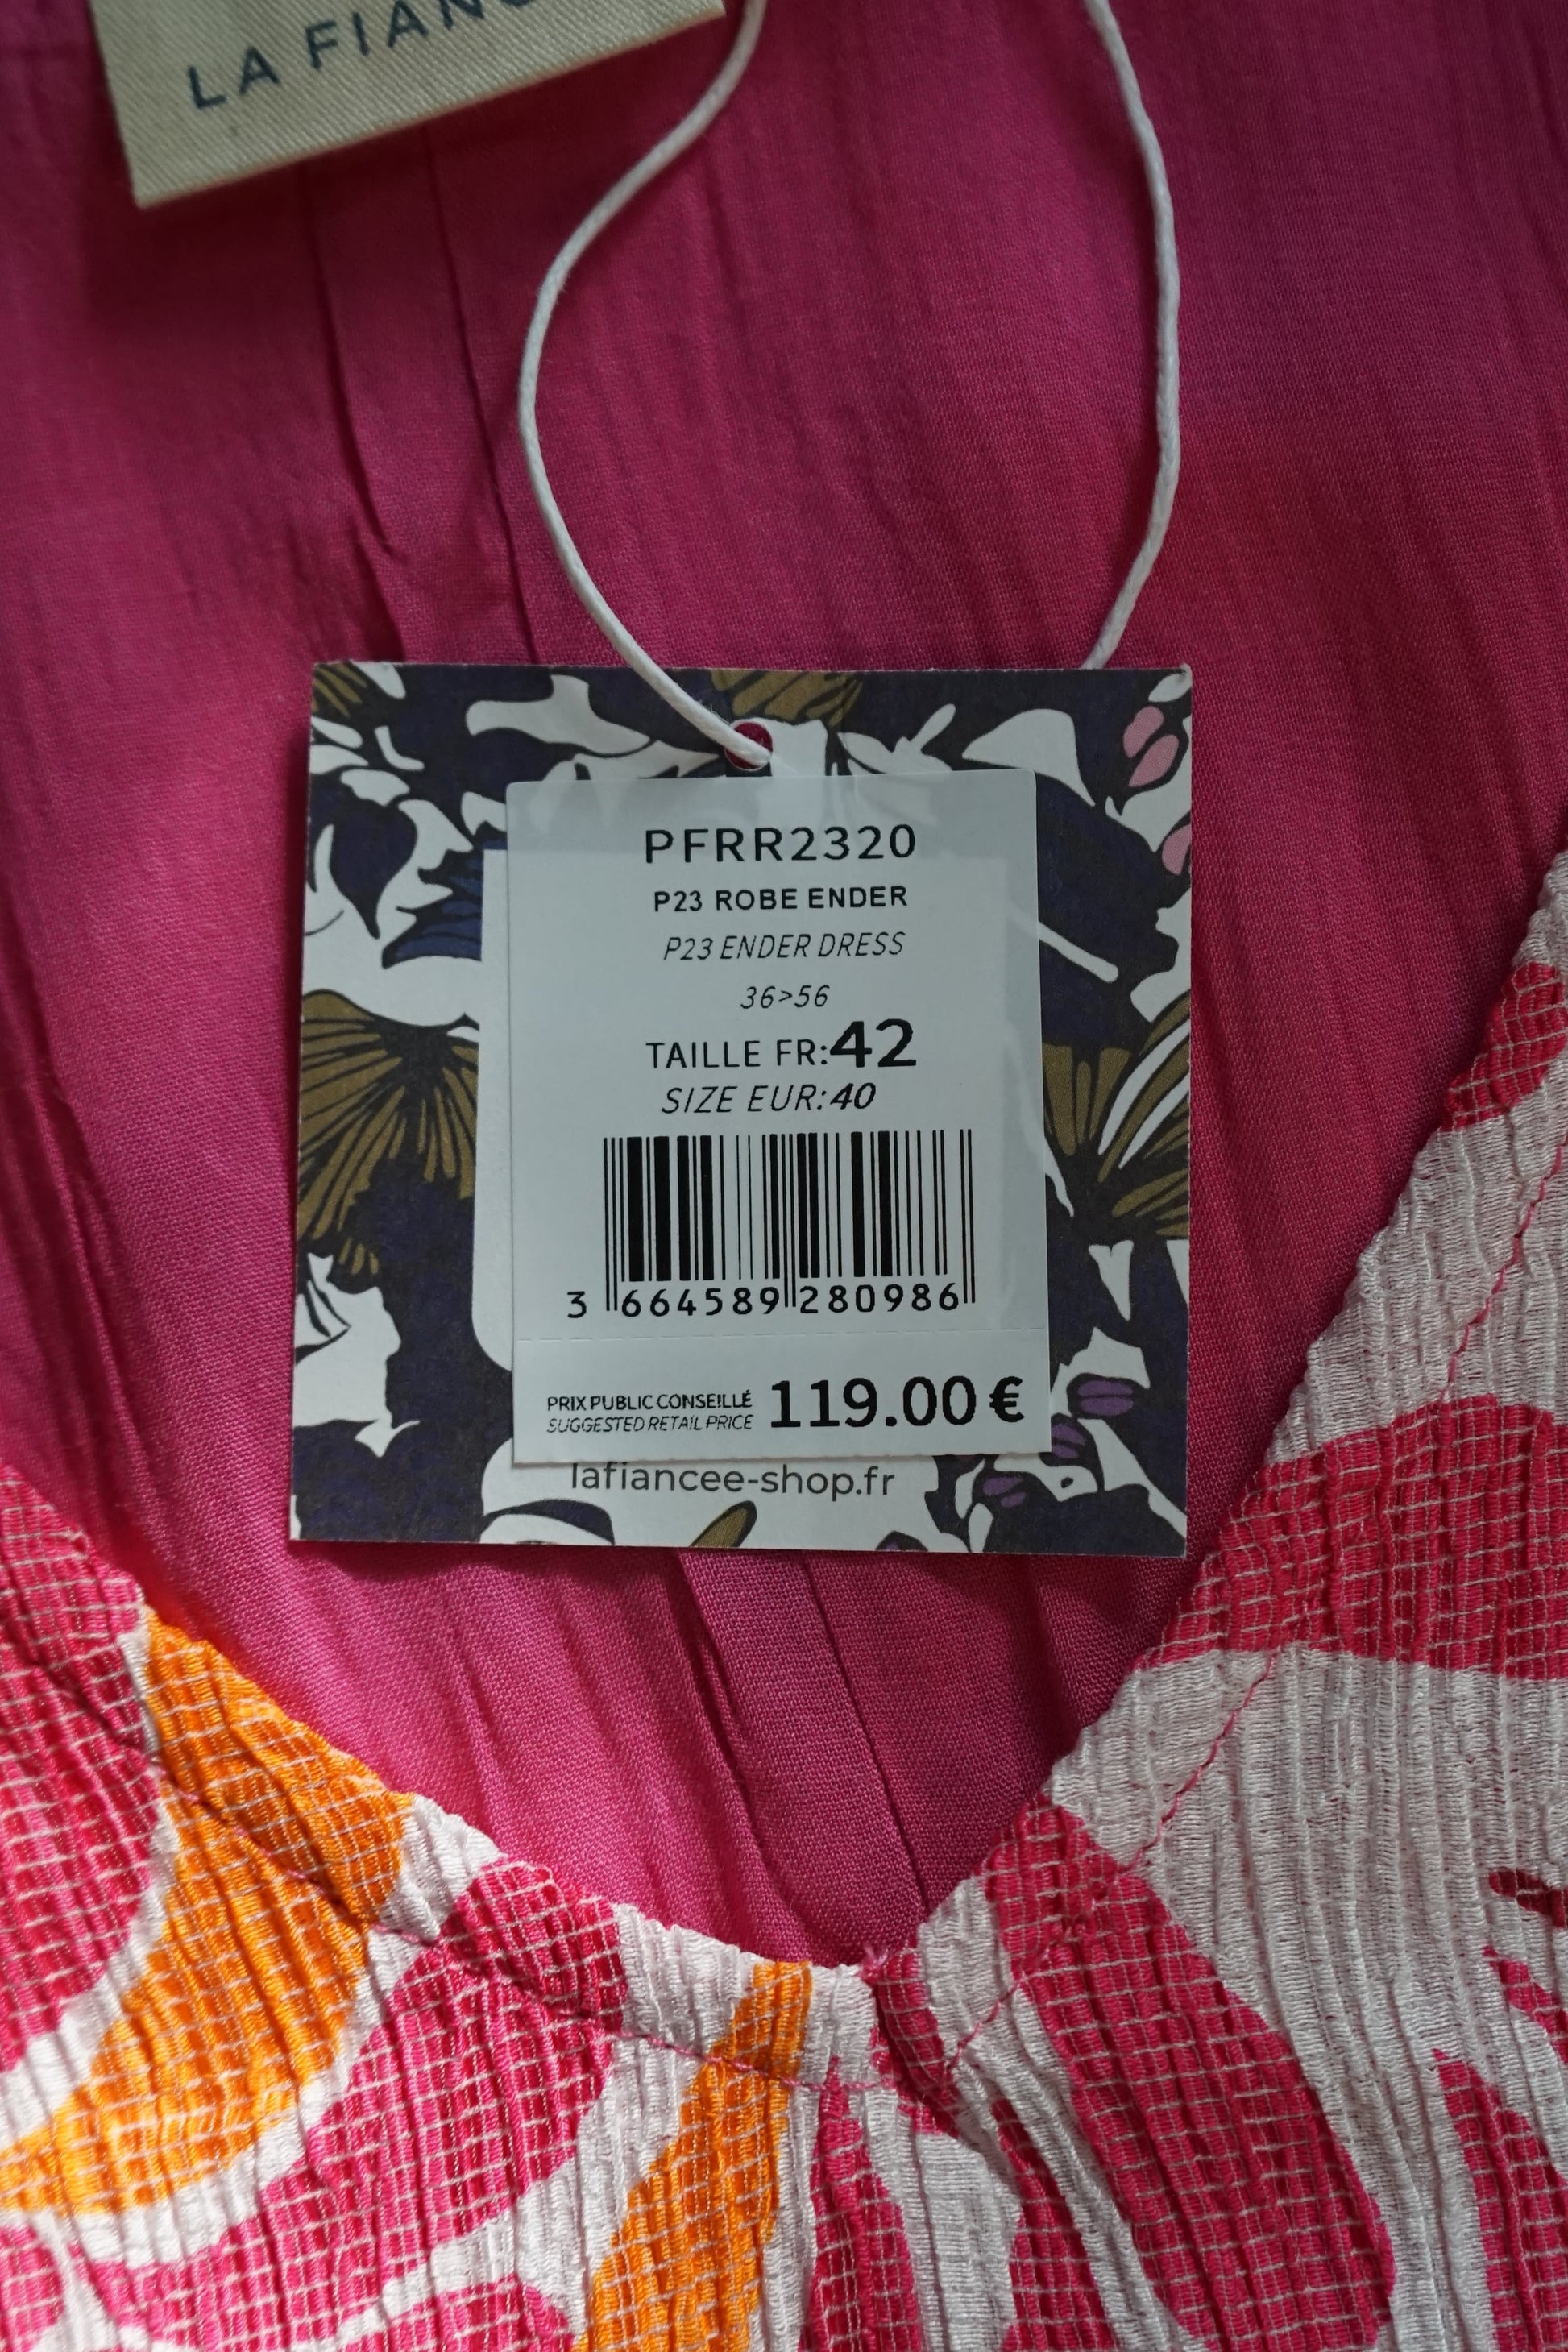 LA FIANC
PFRR2320
P23 ROBE ENDER
P23 ENDER DRESS
36>56
TAILLE FR:42
SIZE EUR:40
3 664589 280986
PRIX PUBLIC CONSEILLÉ 119.00 €
SUGGESTED RETAIL PRICE
lafiancee-shop.fr